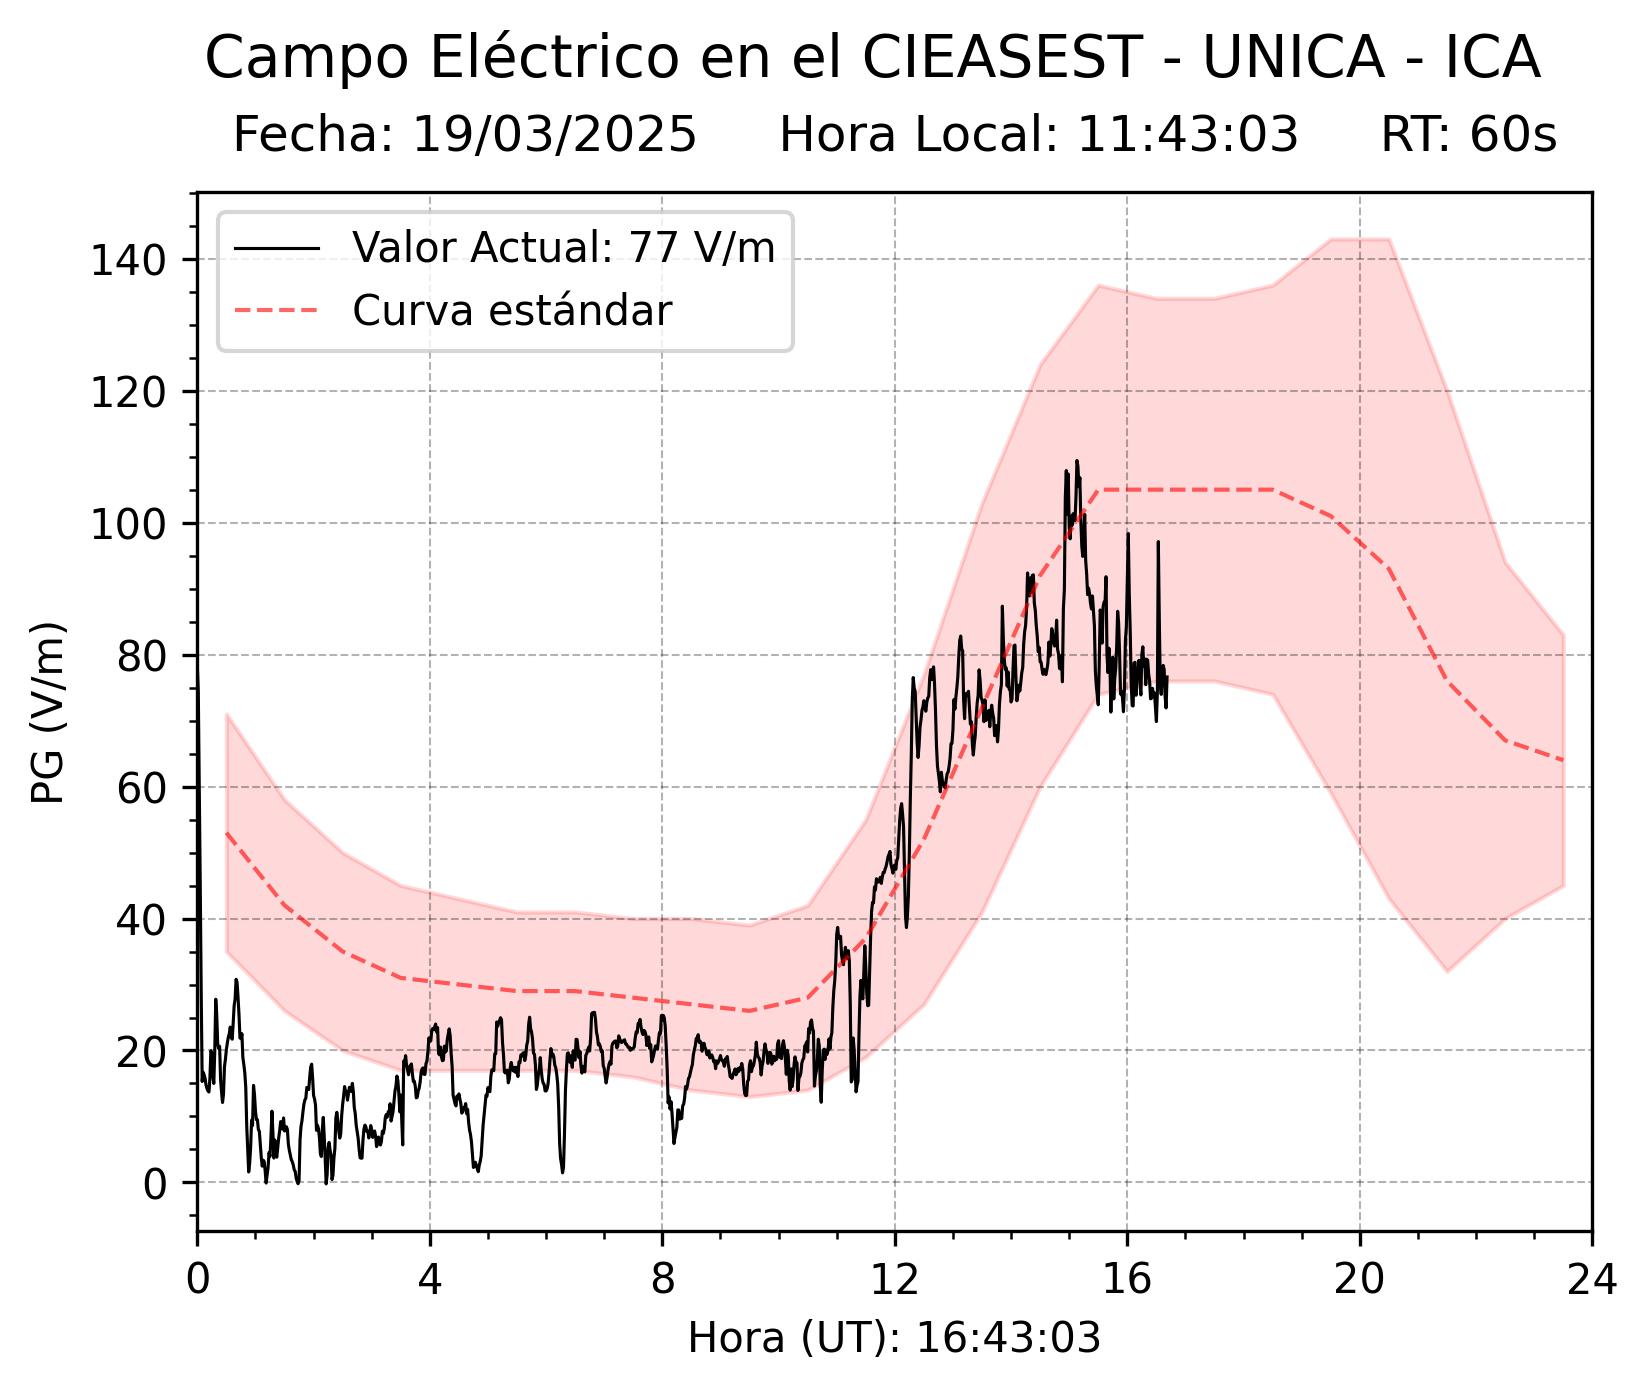 Campo Eléctrico en el CIEASEST - UNICA - ICA
Fecha: 19/03/2025 Hora Local: 11:43:03 RT: 60s
Valor Actual: 77 V/m
Curva estándar
140
120
100
80
60
40
20
0
PG (V/m)
0 4 8 12 16 20 24
Hora (UT): 16:43:03